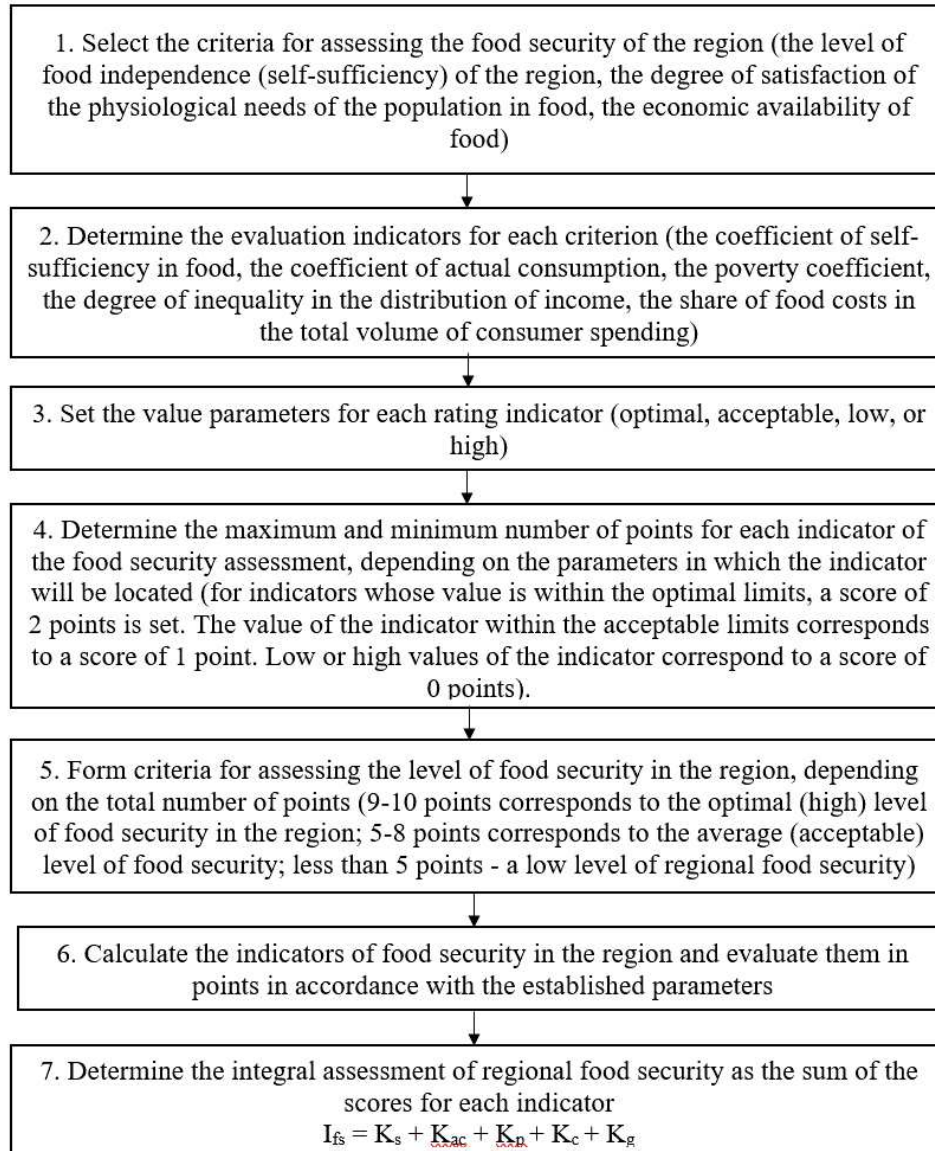 1. Select the criteria for assessing the food security of the region (the level of
food independence (self-sufficiency) of the region, the degree of satisfaction of
the physiological needs of the population in food, the economic availability of
food)
2. Determine the evaluation indicators for each criterion (the coefficient of self-
sufficiency in food, the coefficient of actual consumption, the poverty coefficient,
the degree of inequality in the distribution of income, the share of food costs in
the total volume of consumer spending)
3. Set the value parameters for each rating indicator (optimal, acceptable, low, or
high)
4. Determine the maximum and minimum number of points for each indicator of
the food security assessment, depending on the parameters in which the indicator
will be located (for indicators whose value is within the optimal limits, a score of
2 points is set. The value of the indicator within the acceptable limits corresponds
to a score of 1 point. Low or high values of the indicator correspond to a score of
0 points).
5. Form criteria for assessing the level of food security in the region, depending
on the total number of points (9-10 points corresponds to the optimal (high) level
of food security in the region; 5-8 points corresponds to the average (acceptable)
level of food security; less than 5 points - a low level of regional food security)
6. Calculate the indicators of food security in the region and evaluate them in
points in accordance with the established parameters
7. Determine the integral assessment of regional food security as the sum of the
scores for each indicator
Ifs = Ks + Kac + Kp + Kc + Kg